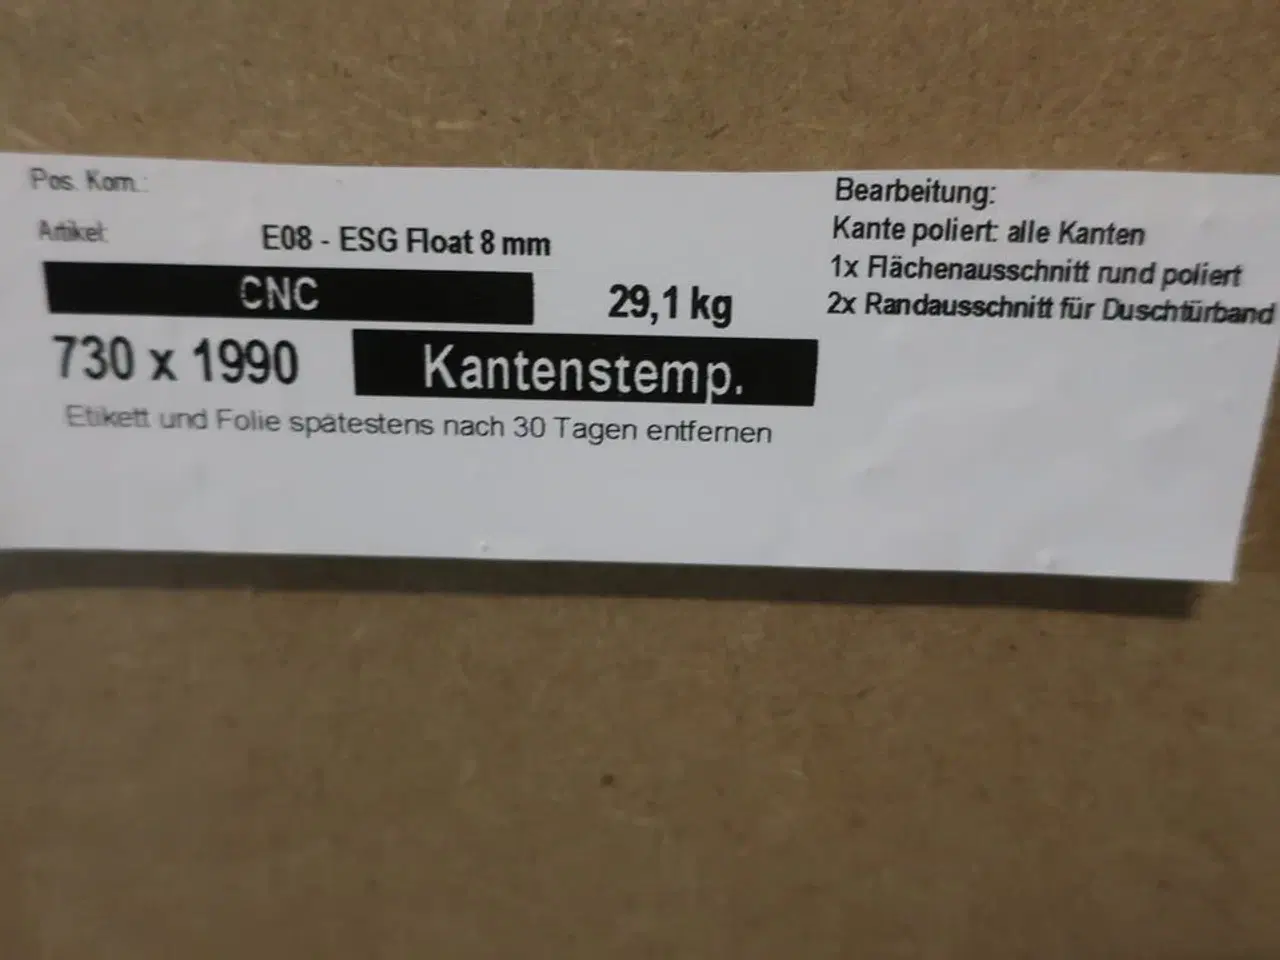 Pos. Kom.:
Artikel:
E08 - ESG Float 8 mm
CNC
29,1 kg
730 x 1990
Kantenstemp.
Etikett und Folie spätestens nach 30 Tagen entfernen
Bearbeitung:
Kante poliert: alle Kanten
1x Flächenausschnitt rund poliert
2x Randausschnitt für Duschtürband